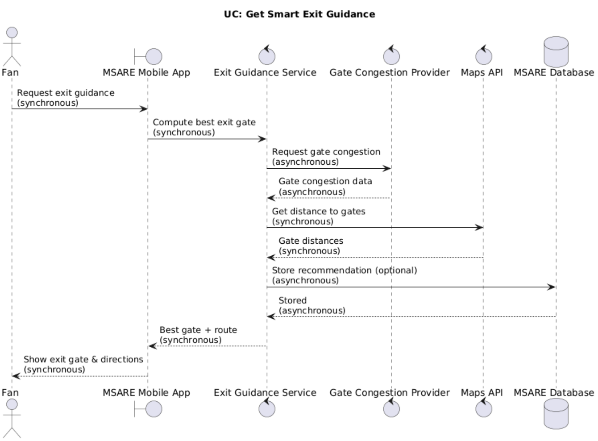 UC: Get Smart Exit Guidance
Fan MSARE Mobile App Exit Guidance Service Gate Congestion Provider Maps API MSARE Database
Request exit guidance
(synchronous)
Compute best exit gate
(synchronous)
Request gate congestion
(asynchronous)
Gate congestion data
(asynchronous)
Get distance to gates
(synchronous)
Gate distances
(synchronous)
Store recommendation (optional)
(asynchronous)
Stored
(asynchronous)
Best gate + route
(synchronous)
Show exit gate & directions
(synchronous)
Fan MSARE Mobile App Exit Guidance Service Gate Congestion Provider Maps API MSARE Database